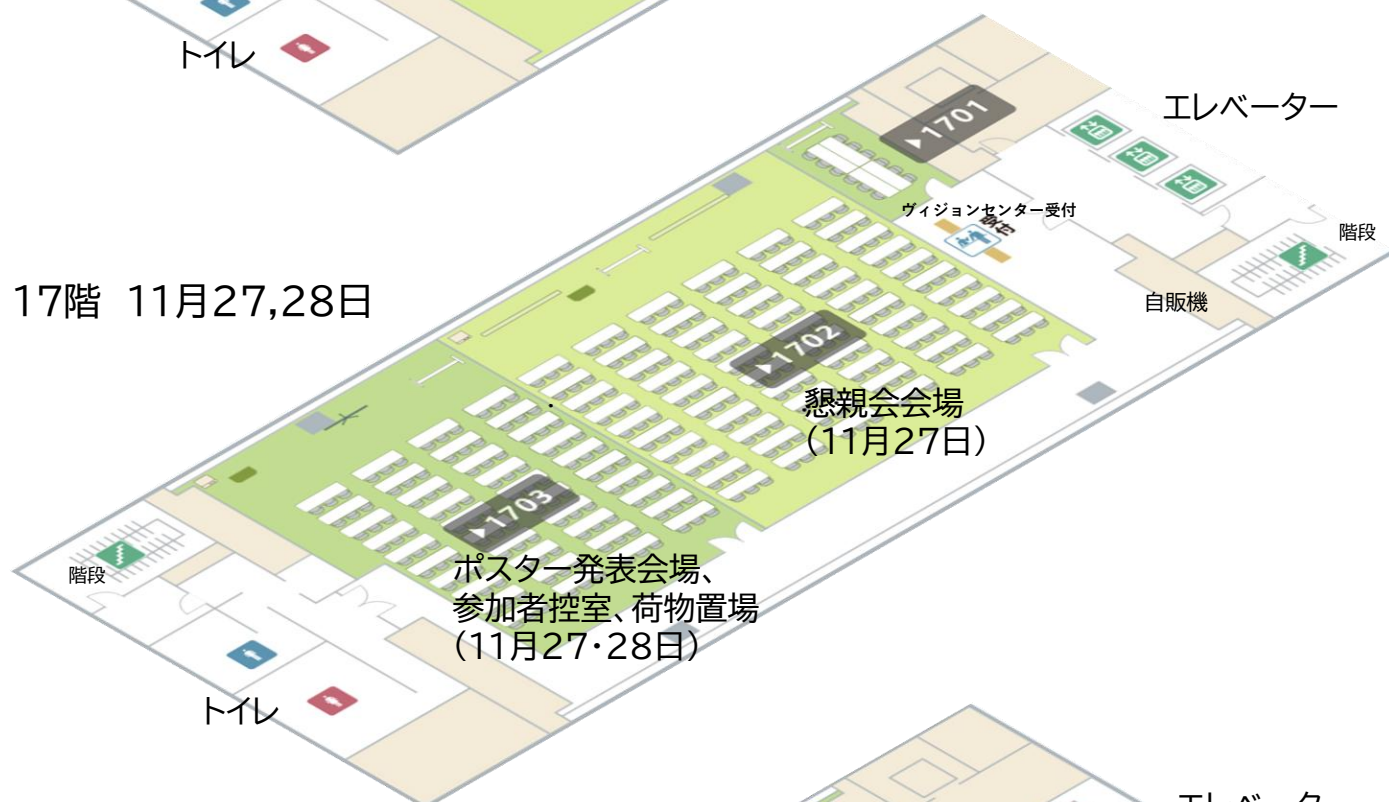 トイレ
エレベーター
▶1701
ヴィジョンセンター受付
受付
階段
自販機
17階 11月27,28日
▶1702
懇親会会場
(11月27日)
▶1703
ポスター発表会場、
参加者控室、荷物置場
(11月27・28日)
階段
トイレ
エレベータ